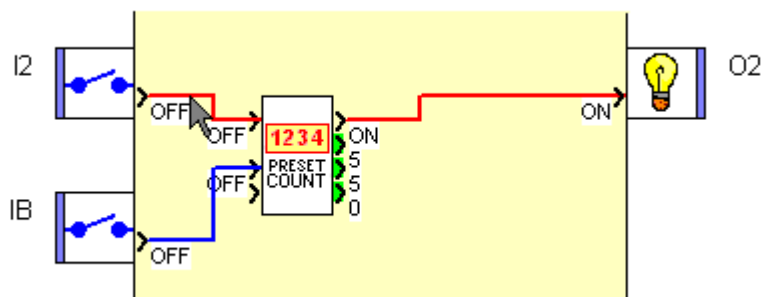 I2
OFF
OFF
1234
ON
ON
O2
PRESET
COUNT
5
5
0
OFF
IB
OFF